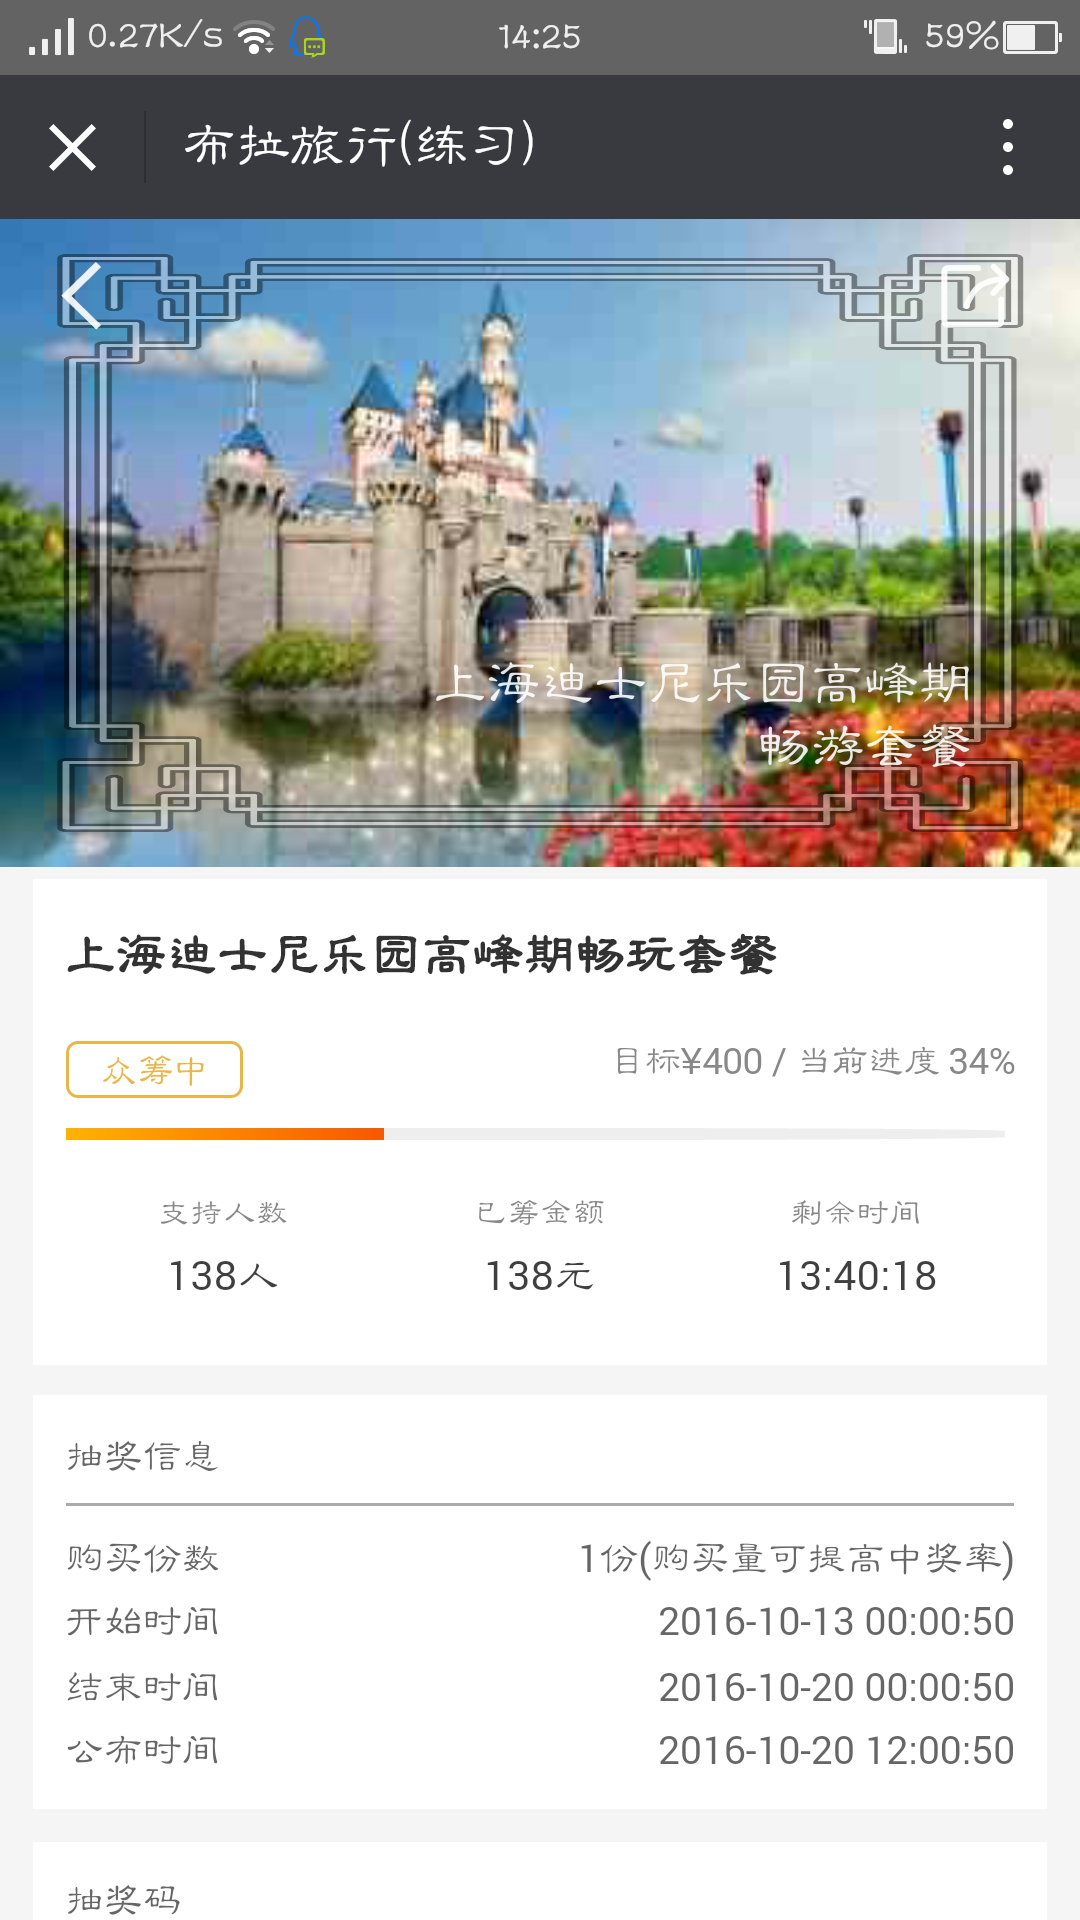 0.27K/s 14:25 59%
布拉旅行(练习)
上海迪士尼乐园高峰期
畅游套餐
上海迪士尼乐园高峰期畅玩套餐
众筹中 目标¥400 / 当前进度 34%
支持人数 已筹金额 剩余时间
138人 138元 13:40:18
抽奖信息
购买份数 1份(购买量可提高中奖率)
开始时间 2016-10-13 00:00:50
结束时间 2016-10-20 00:00:50
公布时间 2016-10-20 12:00:50
抽奖码